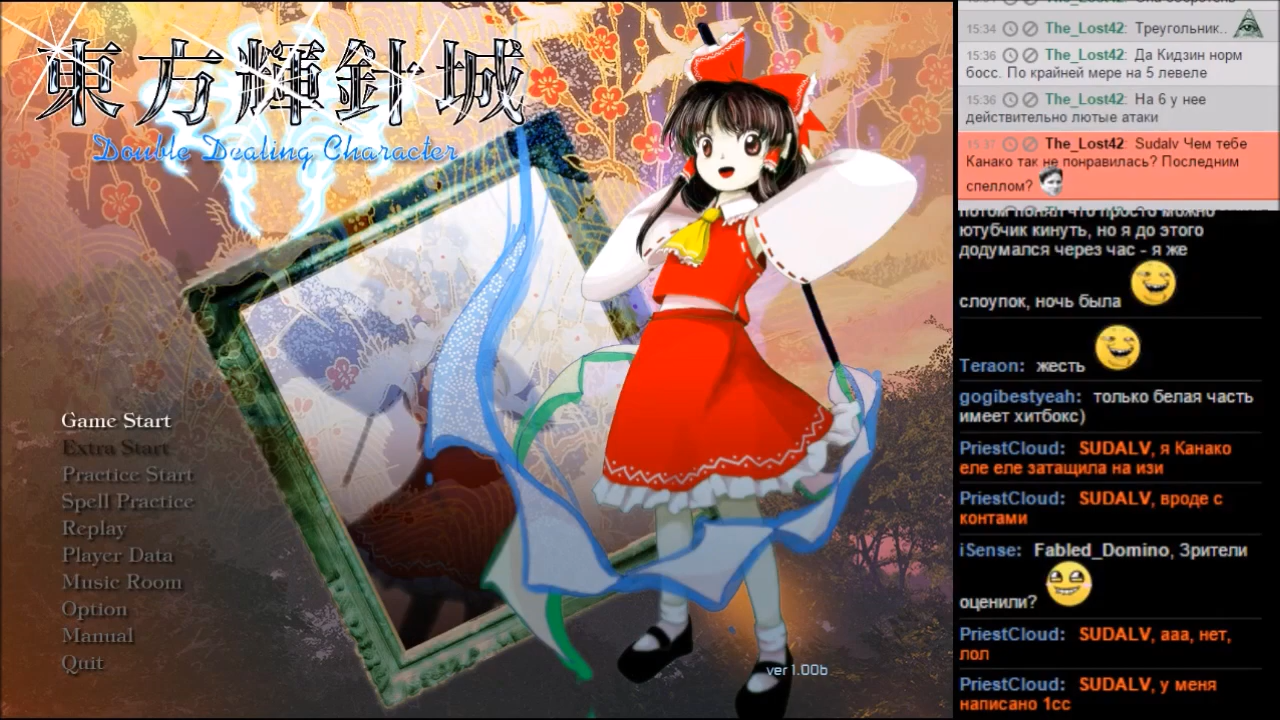 東方輝針城
Double Dealing Character
Game Start
Extra Start
Practice Start
Spell Practice
Replay
Player Data
Music Room
Option
Manual
Quit
ver 1.00b
15:34 The_Lost42: Треугольник..
15:36 The_Lost42: Да Кидзин норм
босс. По крайней мере на 5 левеле
15:36 The_Lost42: На 6 у нее
действительно лютые атаки
15:37 The_Lost42: Sudalv Чем тебе
Канако так не понравилась? Последним
спеллом?
потом понял что просто можно
ютубчик кинуть, но я до этого
додумался через час - я же
слоупок, ночь была
Teraon: жесть
gogibestyeah: только белая часть
имеет хитбокс)
PriestCloud: SUDALV, я Канако
еле еле затащила на изи
PriestCloud: SUDALV, вроде с
контами
iSense: Fabled_Domino, Зрители
оценили?
PriestCloud: SUDALV, ааа, нет,
лол
PriestCloud: SUDALV, у меня
написано 1сс